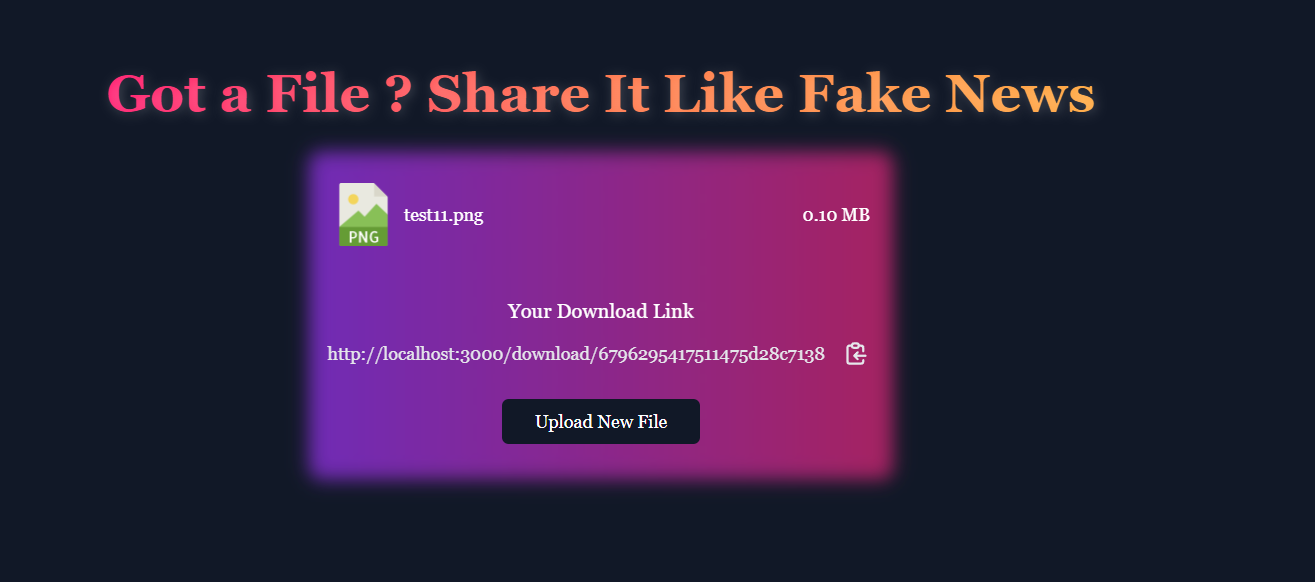 Got a File ? Share It Like Fake News
PNG
test11.png
0.10 MB
Your Download Link
http://localhost:3000/download/6796295417511475d28c7138
Upload New File